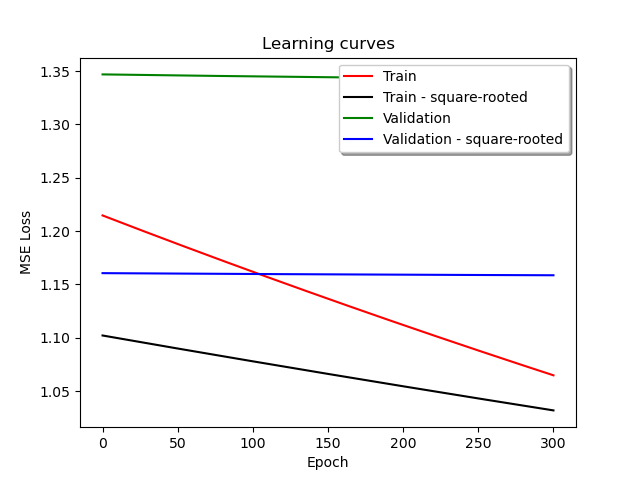 Learning curves
MSE Loss
1.35
1.30
1.25
1.20
1.15
1.10
1.05
Train
Train - square-rooted
Validation
Validation - square-rooted
0 50 100 150 200 250 300
Epoch